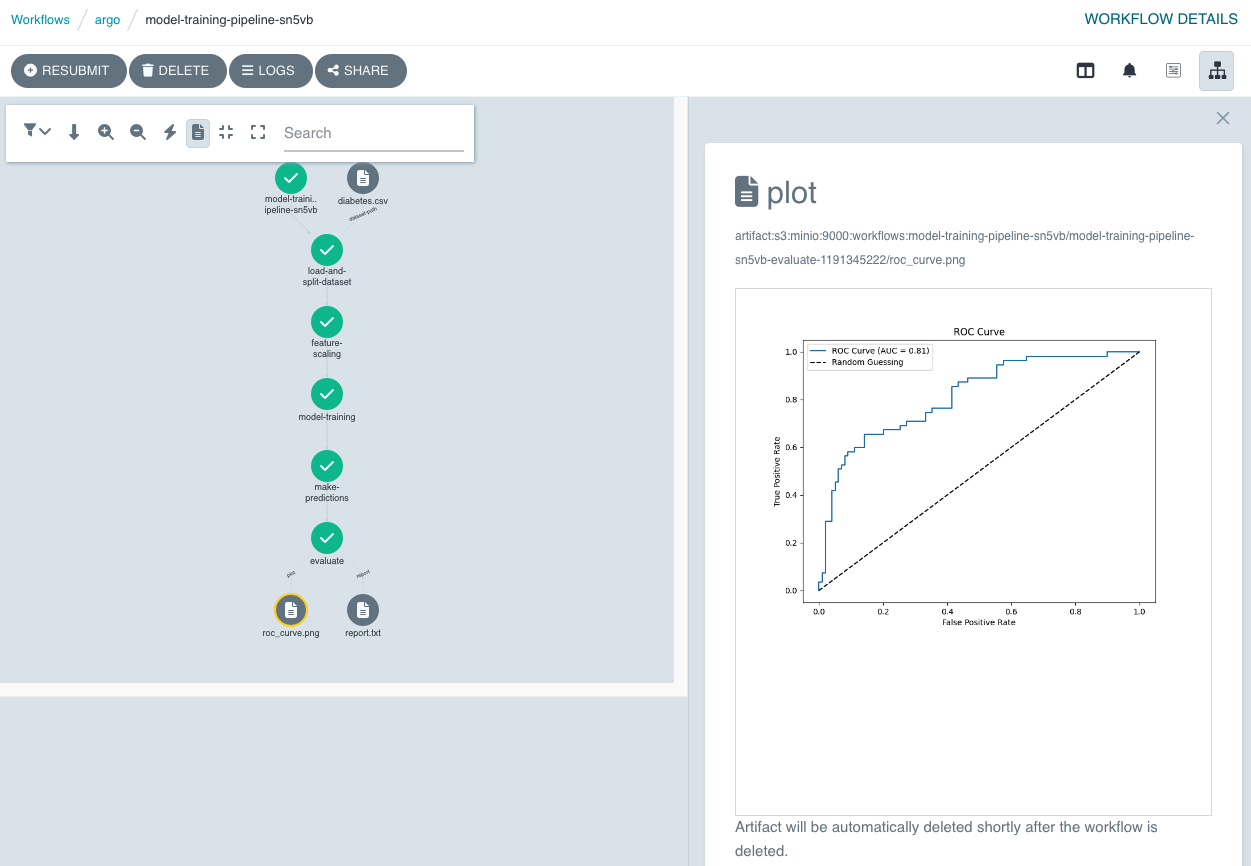 Workflows / argo / model-training-pipeline-sn5vb
WORKFLOW DETAILS
RESUBMIT
DELETE
LOGS
SHARE
Search
model-traini..
ipeline-sn5vb
diabetes.csv
dataset-path
load-and-
split-dataset
feature-
scaling
model-training
make-
predictions
evaluate
plot
report
roc_curve.png
report.txt
plot
artifact:s3:minio:9000:workflows:model-training-pipeline-sn5vb/model-training-pipeline-
sn5vb-evaluate-1191345222/roc_curve.png
ROC Curve
ROC Curve (AUC = 0.81)
Random Guessing
1.0
0.8
0.6
0.4
0.2
0.0
True Positive Rate
0.0 0.2 0.4 0.6 0.8 1.0
False Positive Rate
Artifact will be automatically deleted shortly after the workflow is
deleted.